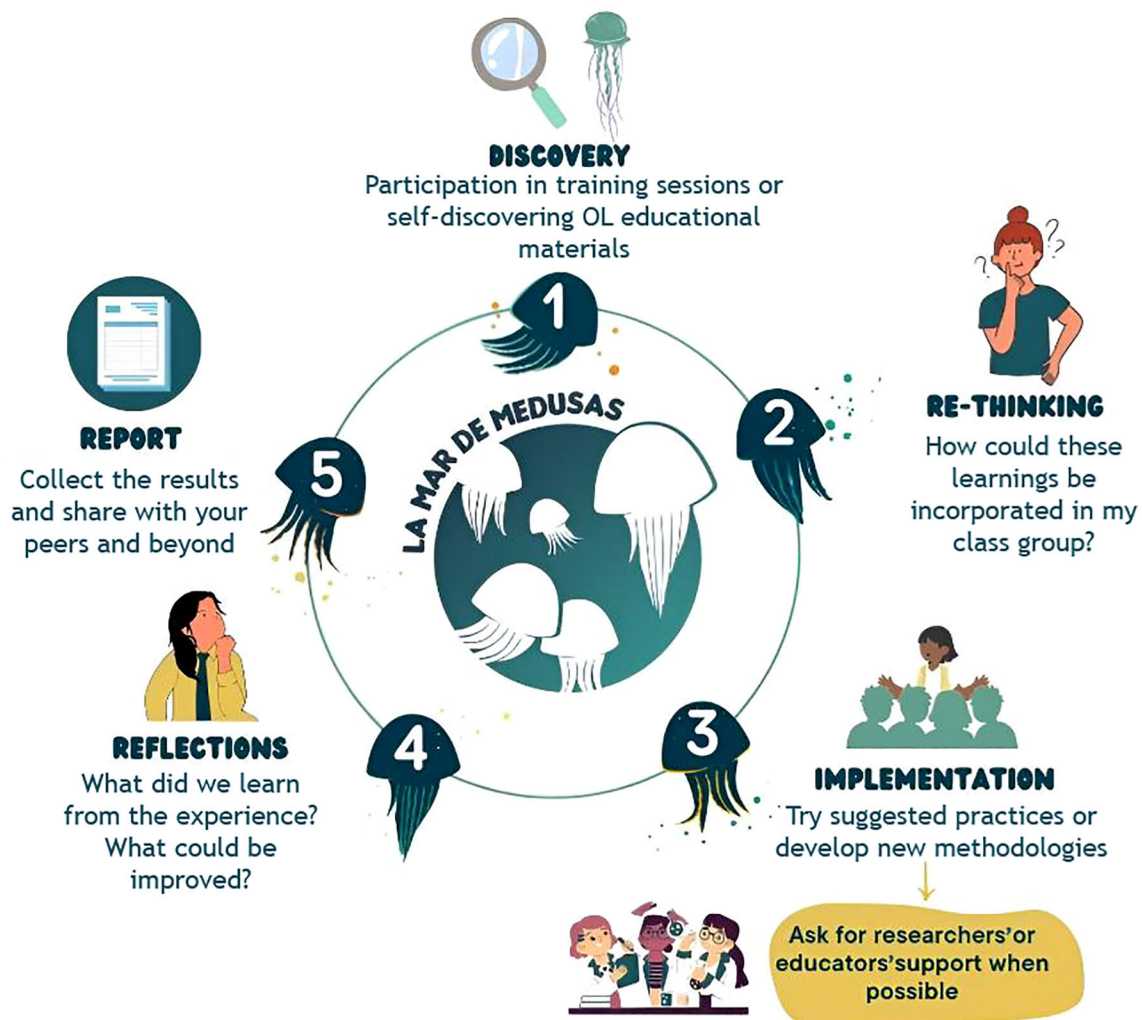 DISCOVERY
Participation in training sessions or
self-discovering OL educational
materials
1
RE-THINKING
How could these
learnings be
incorporated in my
class group?
2
IMPLEMENTATION
Try suggested practices or
develop new methodologies
3
Ask for researchers'or
educators'support when
possible
REFLECTIONS
What did we learn
from the experience?
What could be
improved?
4
REPORT
Collect the results
and share with your
peers and beyond
5
LA MAR DE MEDUSAS
? ? ?